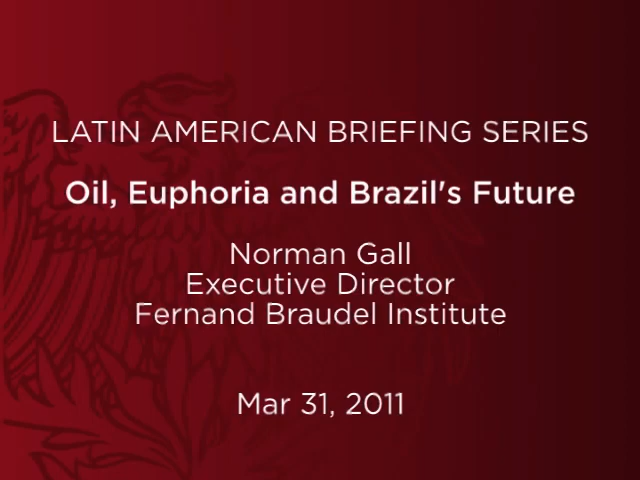 LATIN AMERICAN BRIEFING SERIES
Oil, Euphoria and Brazil's Future
Norman Gall
Executive Director
Fernand Braudel Institute
Mar 31, 2011